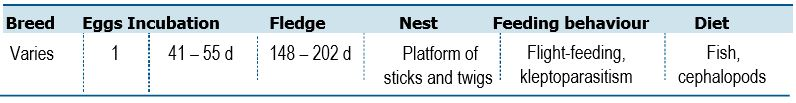 Breed Eggs Incubation Fledge Nest Feeding behaviour Diet
Varies 1 41 – 55 d 148 – 202 d Platform of Flight-feeding, Fish,
sticks and twigs kleptoparasitism cephalopods